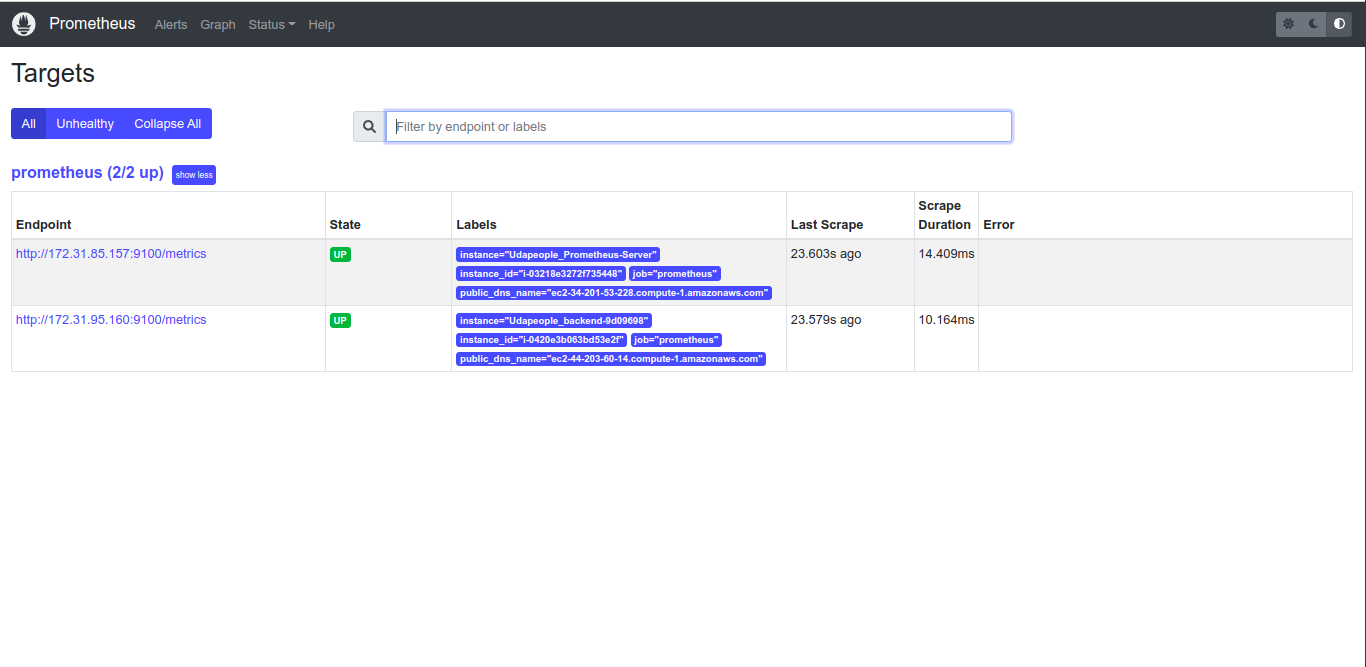 Prometheus Alerts Graph Status Help
Targets
All Unhealthy Collapse All
Filter by endpoint or labels
prometheus (2/2 up) show less
Endpoint State Labels Last Scrape Scrape Duration Error
http://172.31.85.157:9100/metrics UP instance="Udapeople_Prometheus-Server" 23.603s ago 14.409ms
instance_id="i-03218e3272f735448" job="prometheus"
public_dns_name="ec2-34-201-53-228.compute-1.amazonaws.com"
http://172.31.95.160:9100/metrics UP instance="Udapeople_backend-9d09698" 23.579s ago 10.164ms
instance_id="i-0420e3b063bd53e2f" job="prometheus"
public_dns_name="ec2-44-203-60-14.compute-1.amazonaws.com"